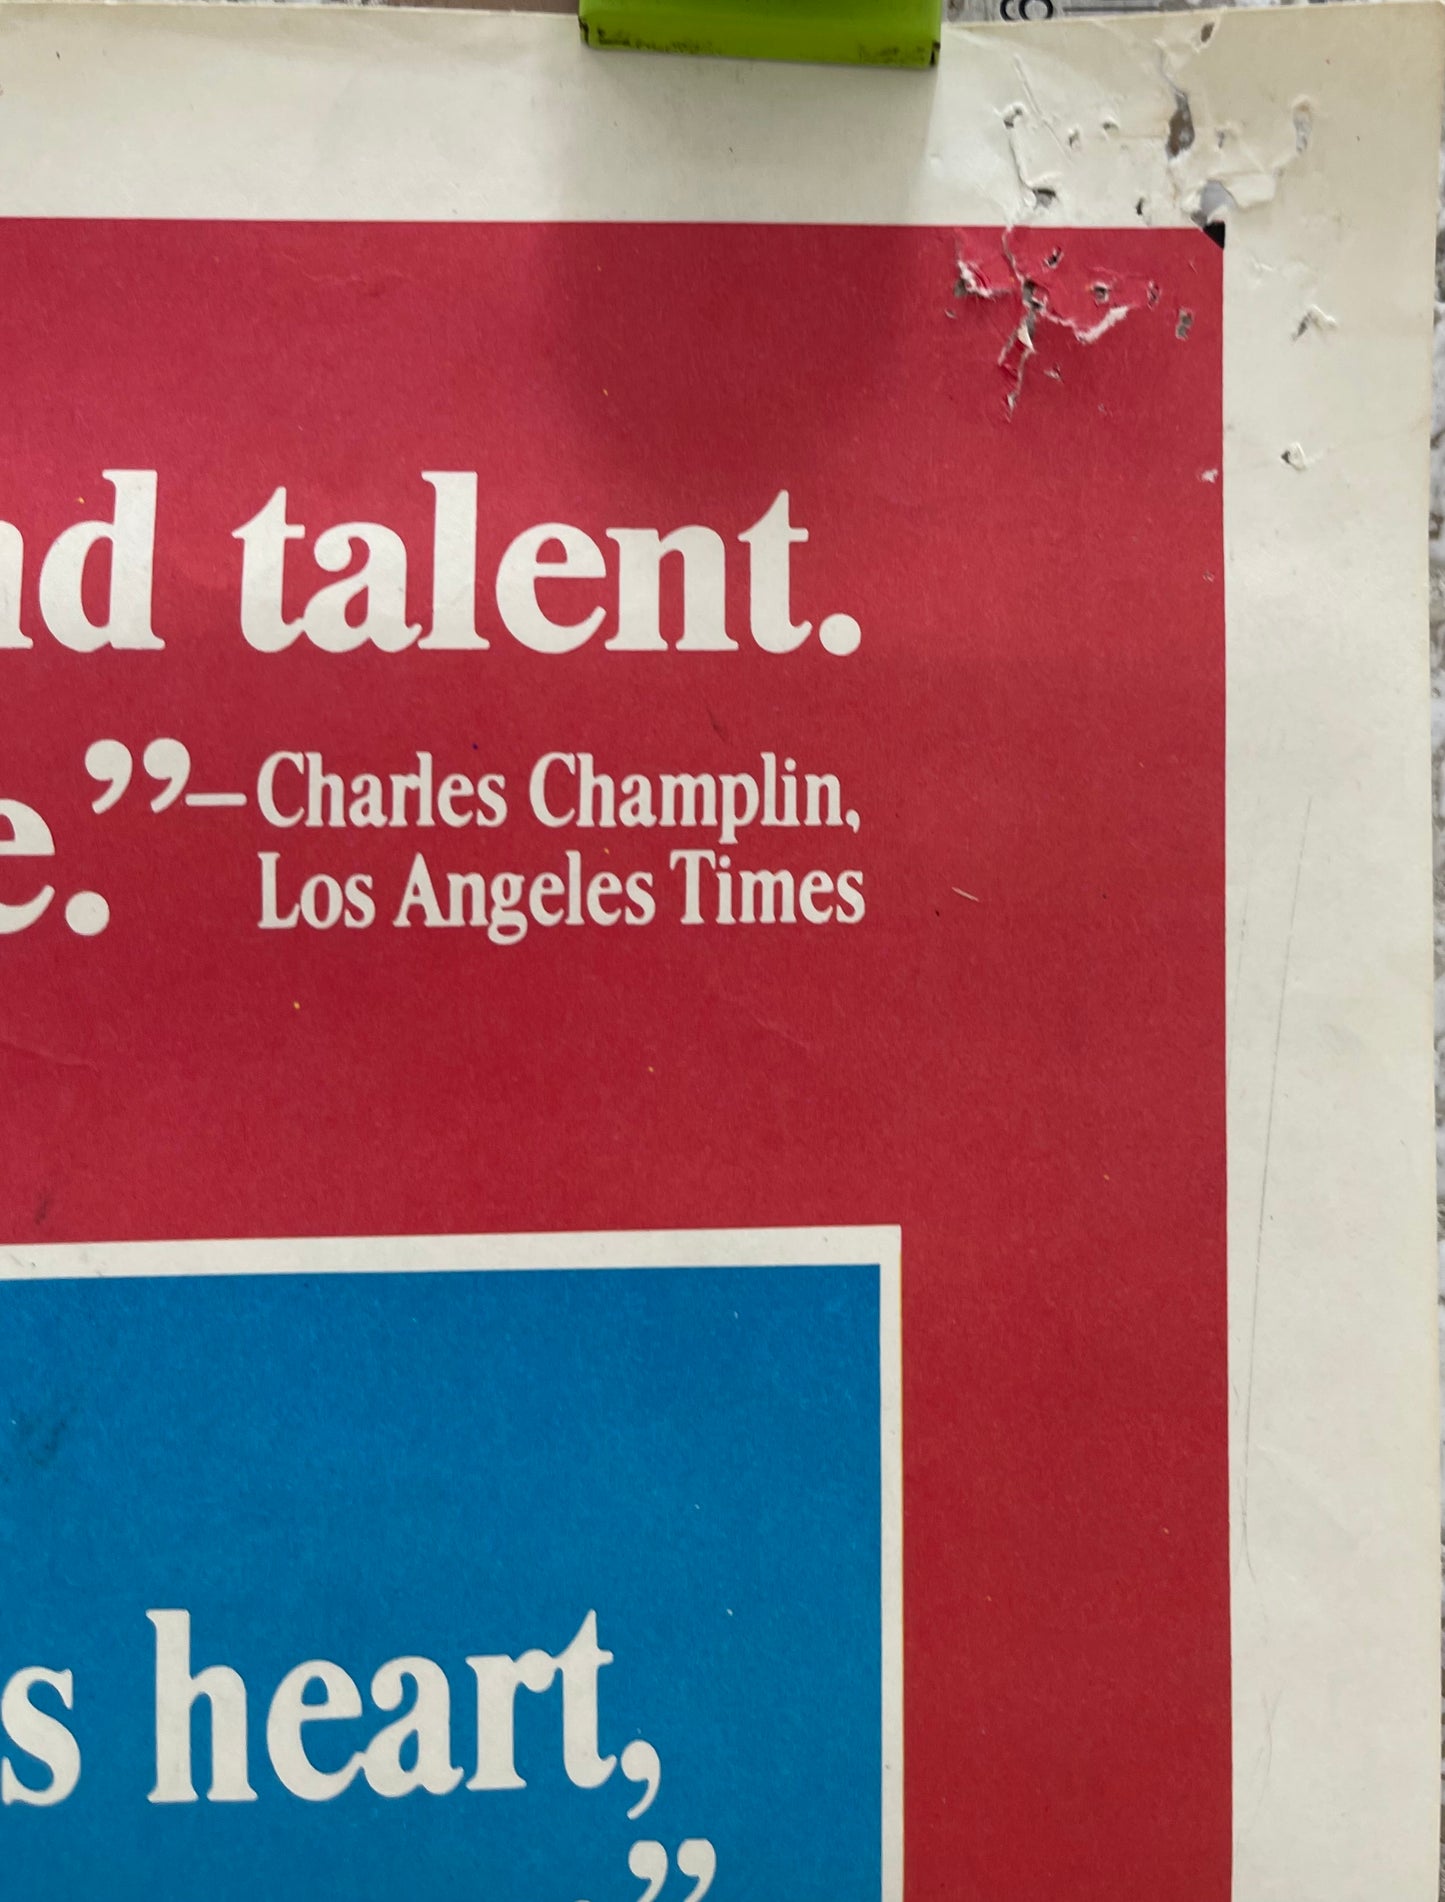 talent.
”–Charles Champlin,
Los Angeles Times
heart,
”